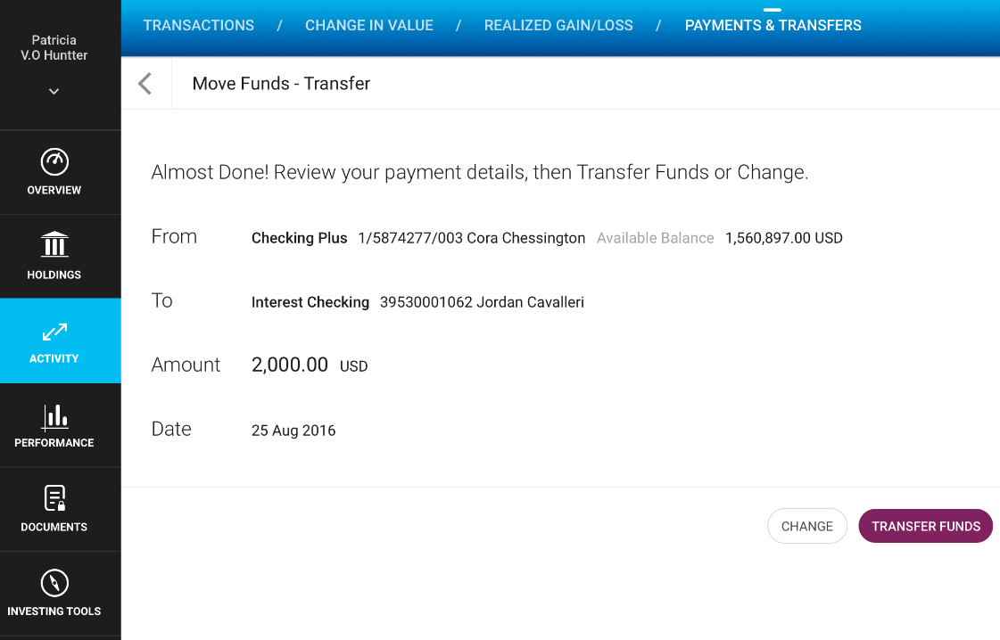 Patricia
V.O Huntter
OVERVIEW
HOLDINGS
ACTIVITY
PERFORMANCE
DOCUMENTS
INVESTING TOOLS
TRANSACTIONS / CHANGE IN VALUE / REALIZED GAIN/LOSS / PAYMENTS & TRANSFERS
Move Funds - Transfer
Almost Done! Review your payment details, then Transfer Funds or Change.
From Checking Plus 1/5874277/003 Cora Chessington Available Balance 1,560,897.00 USD
To Interest Checking 39530001062 Jordan Cavalleri
Amount 2,000.00 USD
Date 25 Aug 2016
CHANGE TRANSFER FUNDS